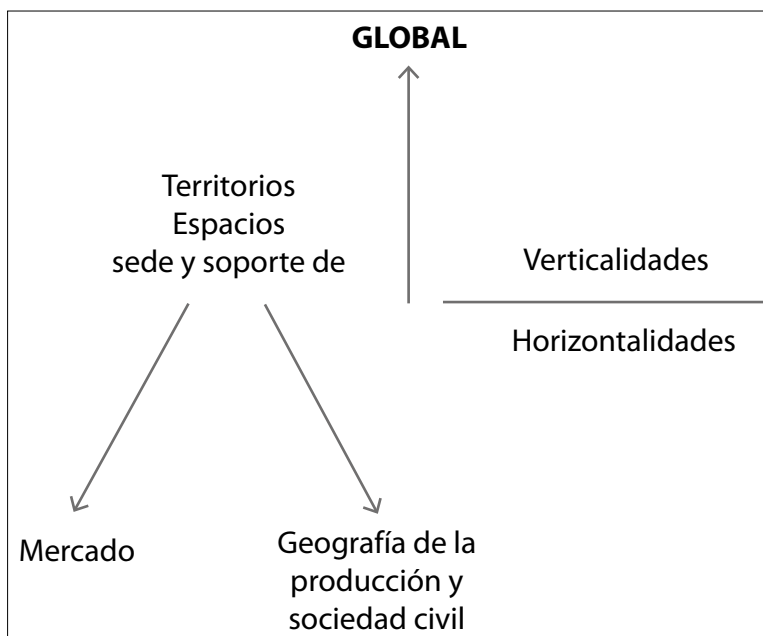 GLOBAL
Territorios
Espacios
sede y soporte de
Verticalidades
Horizontalidades
Mercado
Geografía de la
producción y
sociedad civil